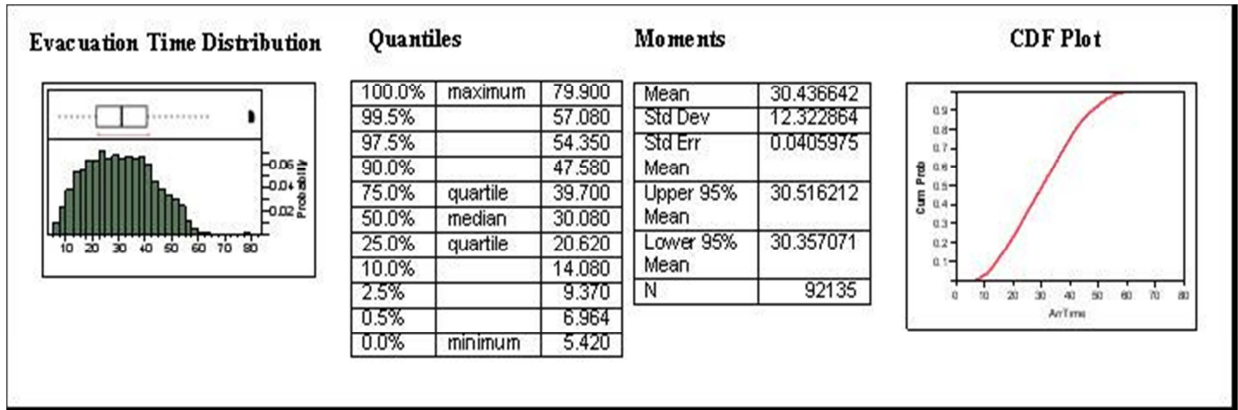 Evacuation Time Distribution
Quantiles
Moments
CDF Plot
100.0% maximum 79.900
99.5% 57.080
97.5% 54.350
90.0% 47.580
75.0% quartile 39.700
50.0% median 30.080
25.0% quartile 20.620
10.0% 14.080
2.5% 9.370
0.5% 6.964
0.0% minimum 5.420
Mean 30.436642
Std Dev 12.322864
Std Err 0.0405975
Mean
Upper 95% 30.516212
Mean
Lower 95% 30.357071
Mean
N 92135
0.06
0.04
0.02
Probability
10 20 30 40 50 60 70 80
Cum Prob
0.9
0.8
0.7
0.5
0.4
0.3
0.2
0.1
0 10 20 30 40 50 60 70 80
ArrTime